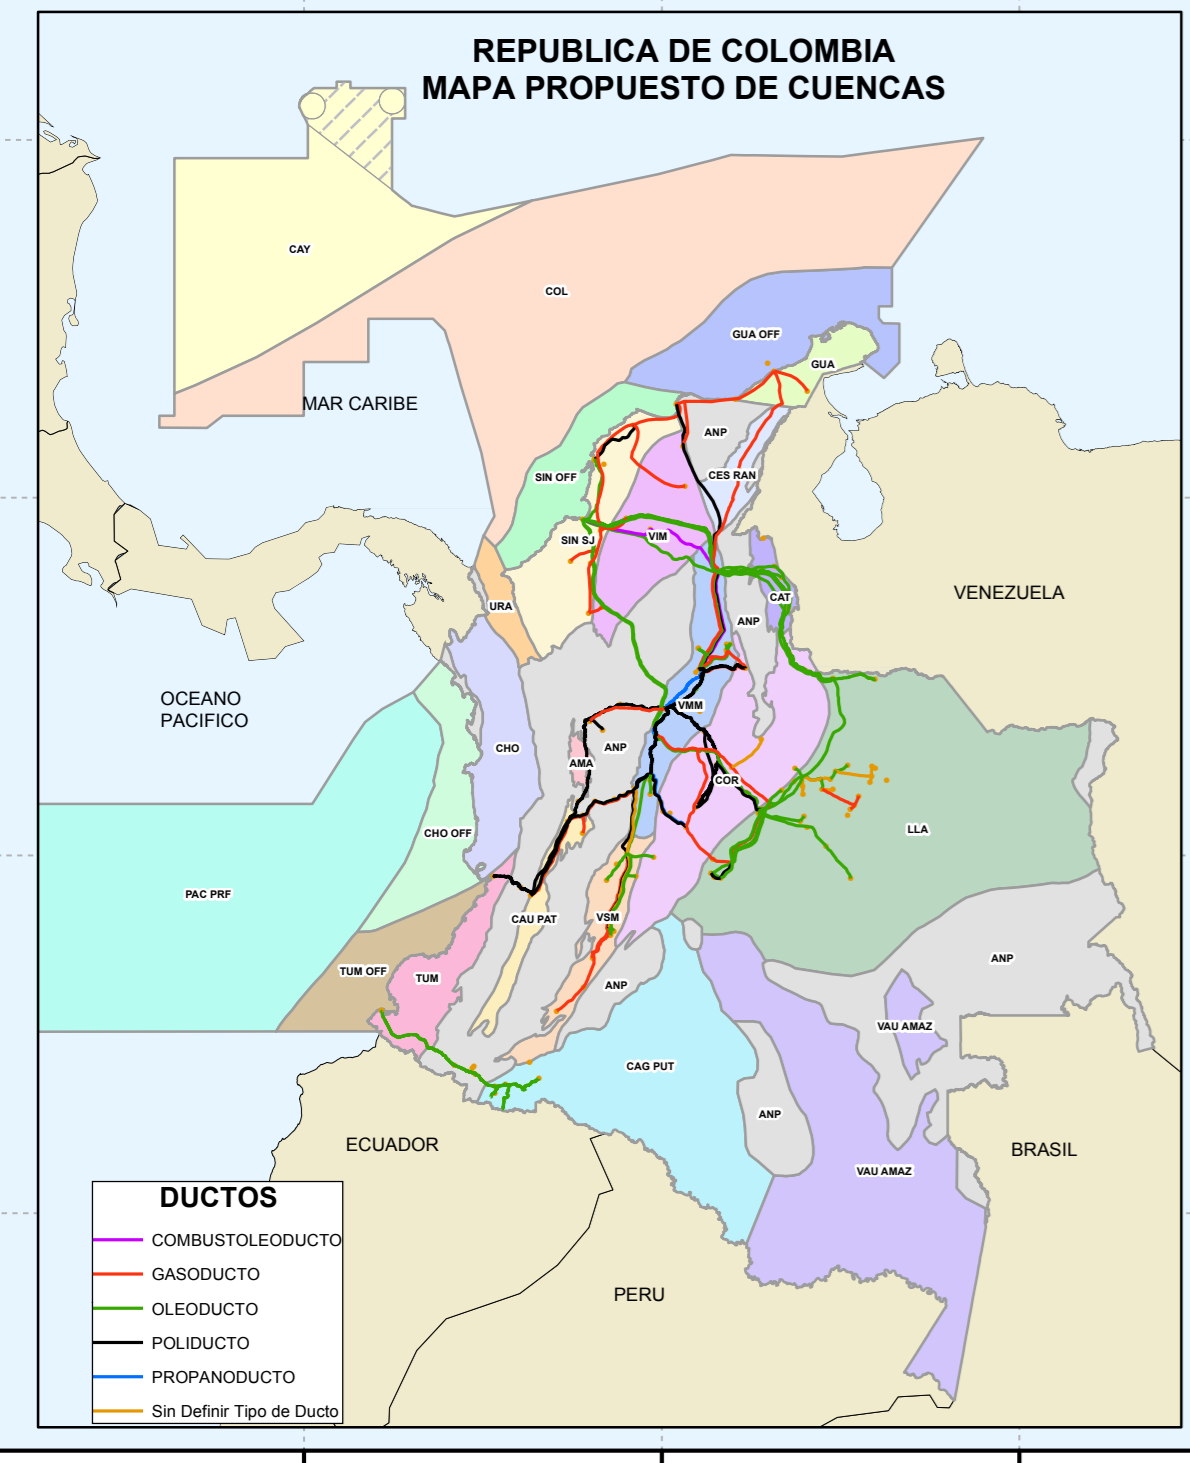 REPUBLICA DE COLOMBIA
MAPA PROPUESTO DE CUENCAS
CAY
COL
GUA OFF
GUA
MAR CARIBE
ANP
CES RAN
SIN OFF
SIN SJ
VIM
VENEZUELA
CAT
URA
ANP
OCEANO
PACIFICO
VMM
CHO
ANP
AMA
COR
CHO OFF
LLA
PAC PRF
CAU PAT
VSM
ANP
TUM OFF
TUM
ANP
VAU AMAZ
CAG PUT
ANP
ECUADOR
BRASIL
VAU AMAZ
PERU
DUCTOS
COMBUSTOLEODUCTO
GASODUCTO
OLEODUCTO
POLIDUCTO
PROPANODUCTO
Sin Definir Tipo de Ducto